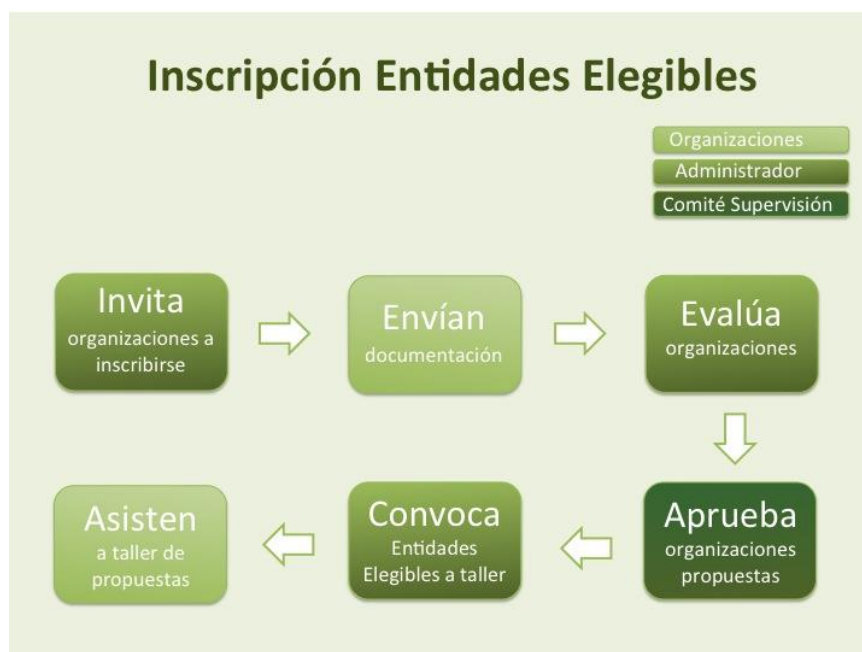 Inscripción Entidades Elegibles
Organizaciones
Administrador
Comité Supervisión
Invita
organizaciones a
inscribirse
Envían
documentación
Evalúa
organizaciones
Aprueba
organizaciones
propuestas
Convoca
Entidades
Elegibles a taller
Asisten
a taller de
propuestas